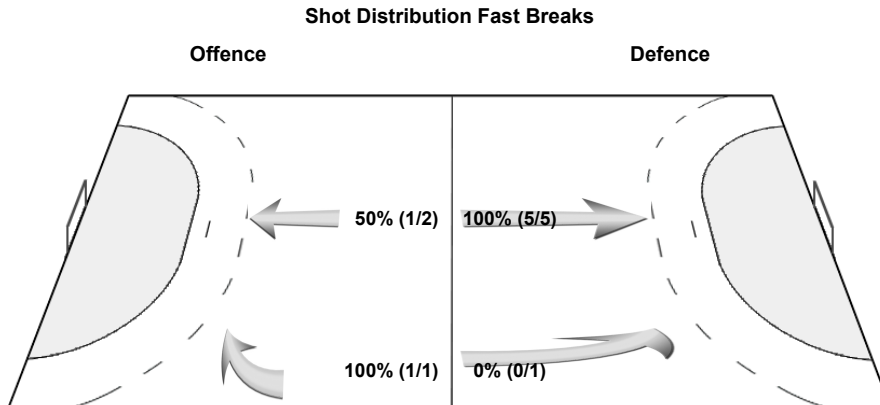 Shot Distribution Fast Breaks
Offence Defence
50% (1/2) 100% (5/5)
100% (1/1) 0% (0/1)